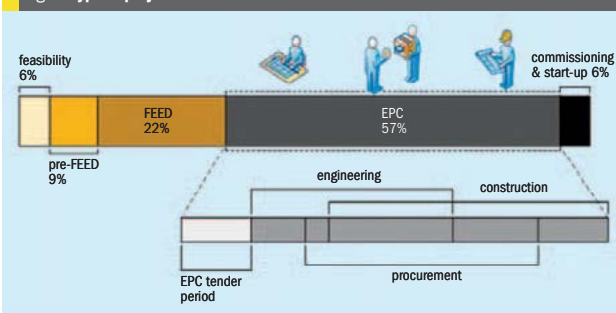 feasibility
6%
commissioning
& start-up 6%
FEED
22%
EPC
57%
pre-FEED
9%
engineering
construction
procurement
EPC tender
period